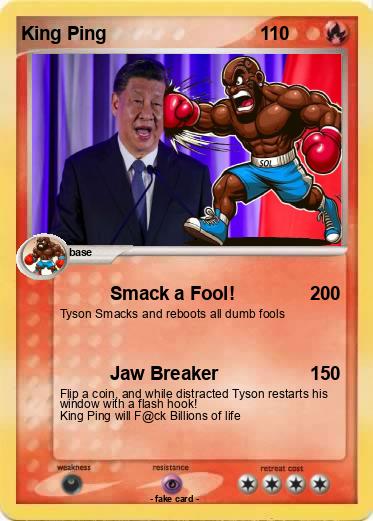 King Ping 110
SOL
base
Smack a Fool! 200
Tyson Smacks and reboots all dumb fools
Jaw Breaker 150
Flip a coin, and while distracted Tyson restarts his
window with a flash hook!
King Ping will F@ck Billions of life
weakness resistance retreat cost
- fake card -